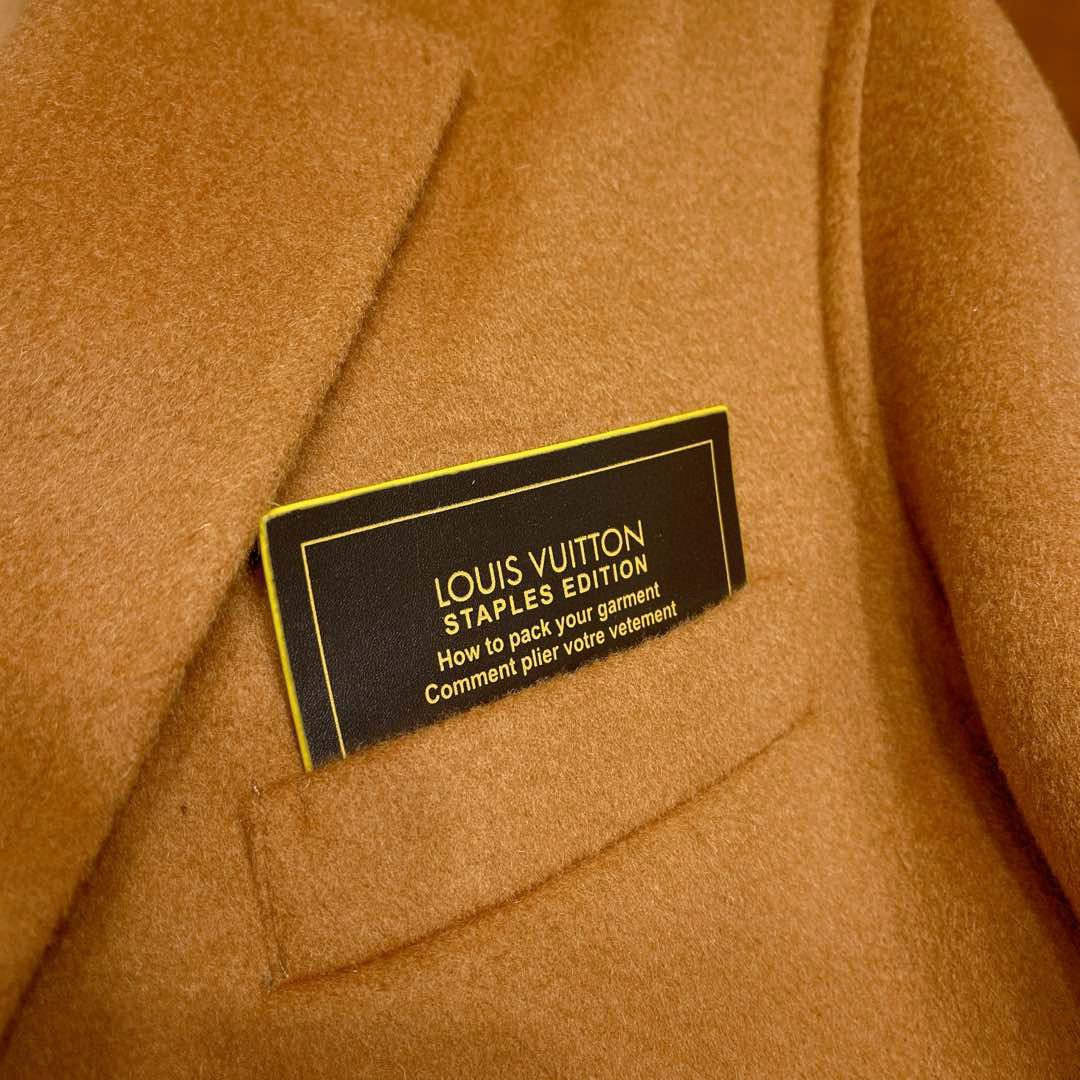 LOUIS VUITTON
STAPLES EDITION
How to pack your garment
Comment plier votre vetement